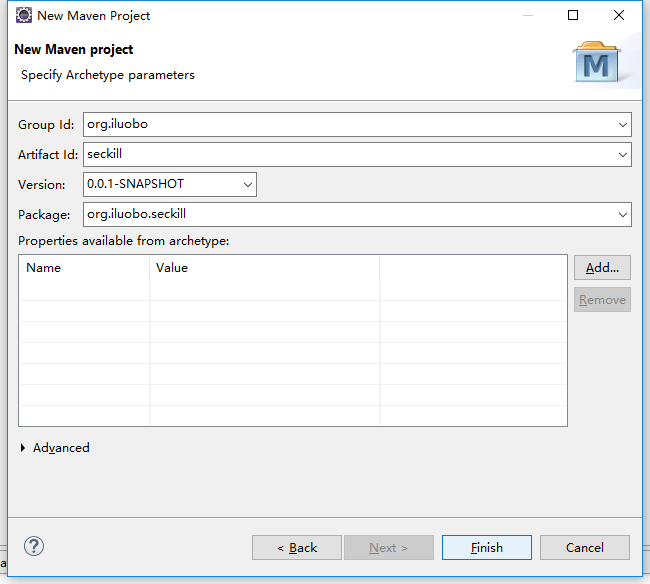 New Maven Project
New Maven project
Specify Archetype parameters
M
Group Id: org.iluobo
Artifact Id: seckill
Version: 0.0.1-SNAPSHOT
Package: org.iluobo.seckill
Properties available from archetype:
Name Value
Add...
Remove
Advanced
? < Back Next > Finish Cancel
a